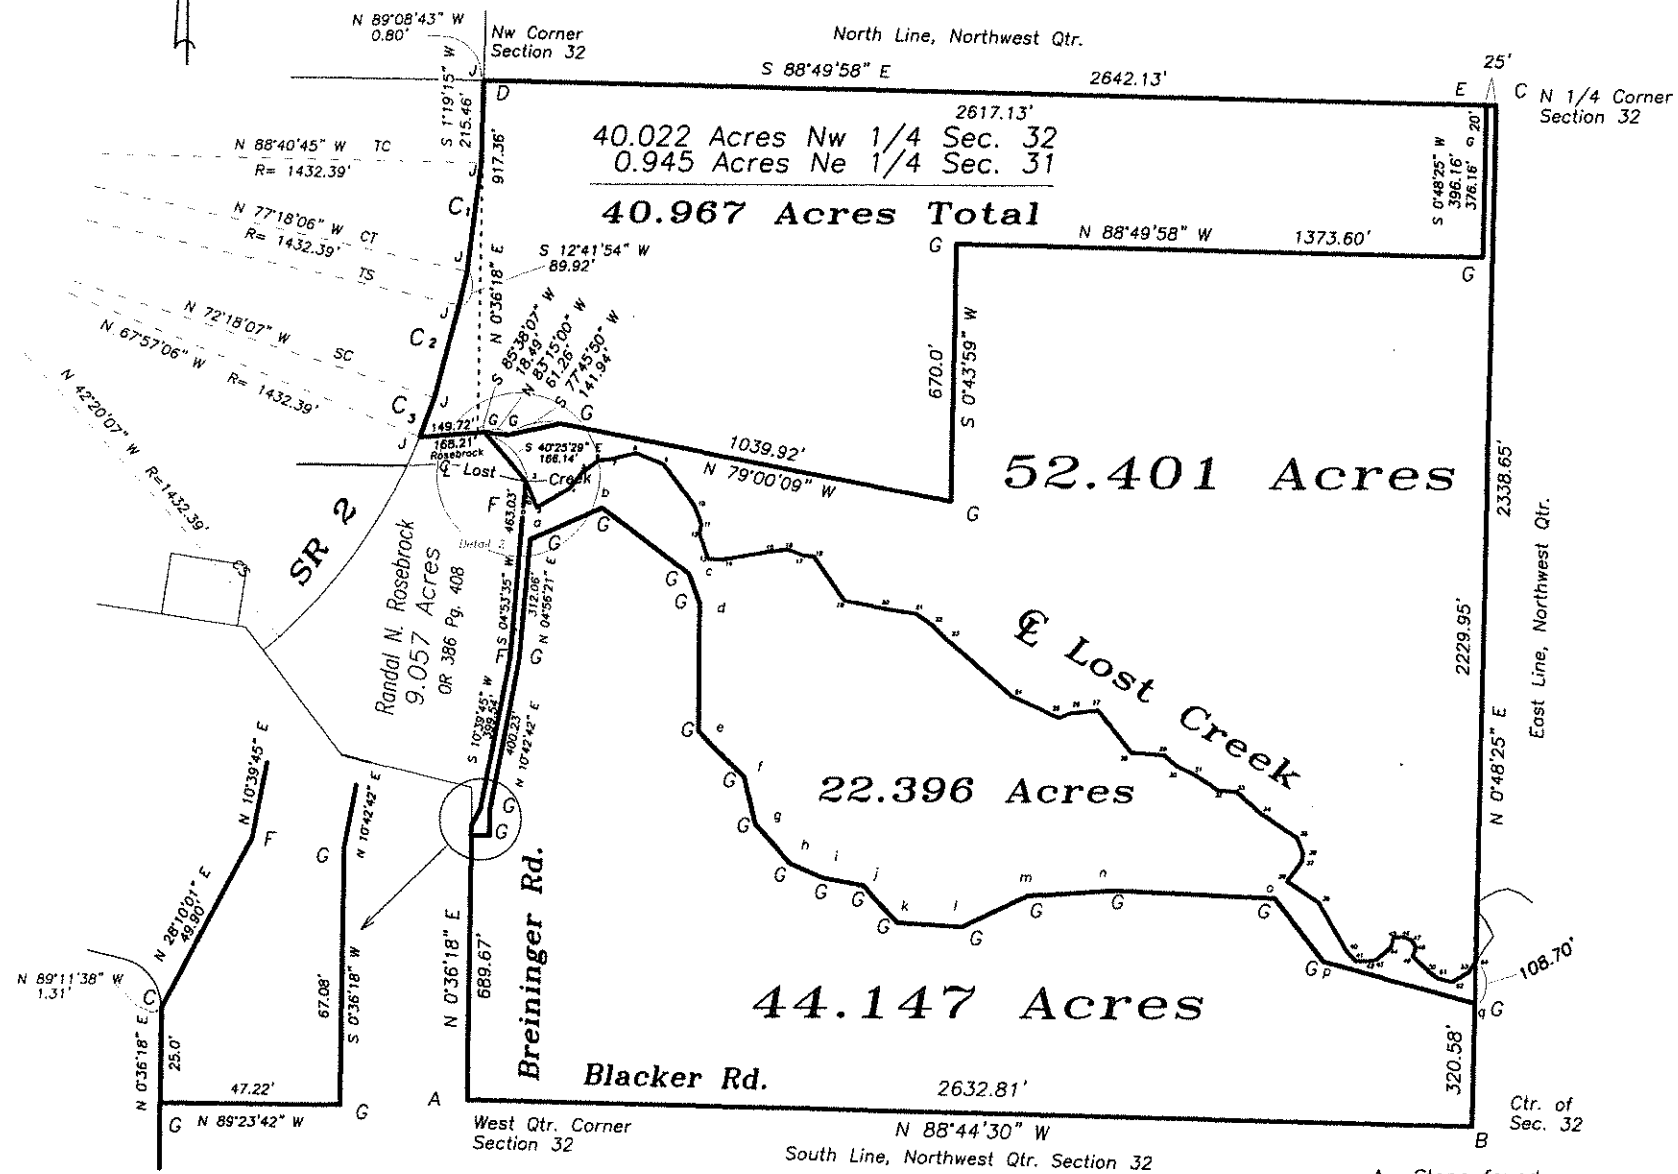 N 89°08'43" W
0.80'
Nw Corner
Section 32
North Line, Northwest Qtr.
S 88°49'58" E
2642.13'
25'
S 1°19'15" W
215.46'
J
D
E
C
N 1/4 Corner
Section 32
2617.13'
40.022 Acres Nw 1/4 Sec. 32
0.945 Acres Ne 1/4 Sec. 31
40.967 Acres Total
917.36'
20'
S 0°48'25" W
396.16'
376.16'
N 88°40'45" W TC
R= 1432.39'
J
C1
N 77°18'06" W CT
R= 1432.39'
TS
J
S 12°41'54" W
89.92'
N 0°36'18" E
G
N 88°49'58" W
1373.60'
G
J
C2
N 72°18'07" W
SC
N 67°57'06" W
R= 1432.39'
J
C3
J
N 42°20'07" W
R=1432.39'
CS
S 85°38'07" W
18.49'
N 83°15'00" W
61.26'
S 77°45'50" W
141.94'
G
G
G
149.72'
168.21'
Rosebrock
S 40°25'29" E
166.14'
℄ Lost Creek
F
463.03'
Detail 2
1039.92'
N 79°00'09" W
670.0'
S 0°43'59" W
G
52.401 Acres
2338.65'
2229.95'
East Line, Northwest Qtr.
N 0°48'25" E
SR 2
Randal N. Rosebrock
9.057 Acres
OR 386 Pg. 408
a
b
G
G
c
G
G
d
S 04°53'35" W
312.06'
N 04°56'21" E
F
G
S 10°39'45" W
399.54'
400.23'
N 10°42'42" E
℄ Lost Creek
G
e
G
f
G
g
G
h
G
i
G
j
G
k
G
l
G
m
G
n
G
o
G
p
q
G
22.396 Acres
44.147 Acres
G
G
N 10°39'45" E
F
N 28°10'01" E
49.90'
N 89°11'38" W
1.31'
C
N 0°36'18" E
25.0'
47.22'
G
N 89°23'42" W
G
67.08'
S 0°36'18" W
G
N 10°42'42" E
N 0°36'18" E
689.67'
Breininger Rd.
Blacker Rd.
2632.81'
108.70'
320.58'
A
West Qtr. Corner
Section 32
N 88°44'30" W
South Line, Northwest Qtr. Section 32
Ctr. of
Sec. 32
B